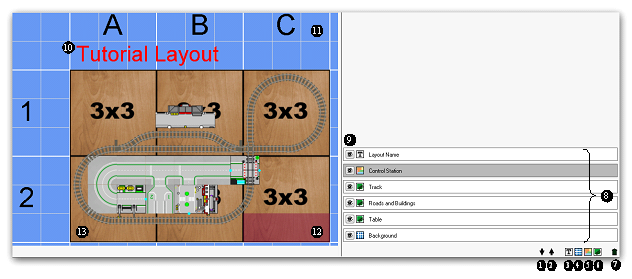 A B C
11
10
Tutorial Layout
1
3x3 3 3x3
9
Layout Name
Control Station
Track
Roads and Buildings
Table
Background
8
2
3x3
13
12
1 2 3 4 5 6 7